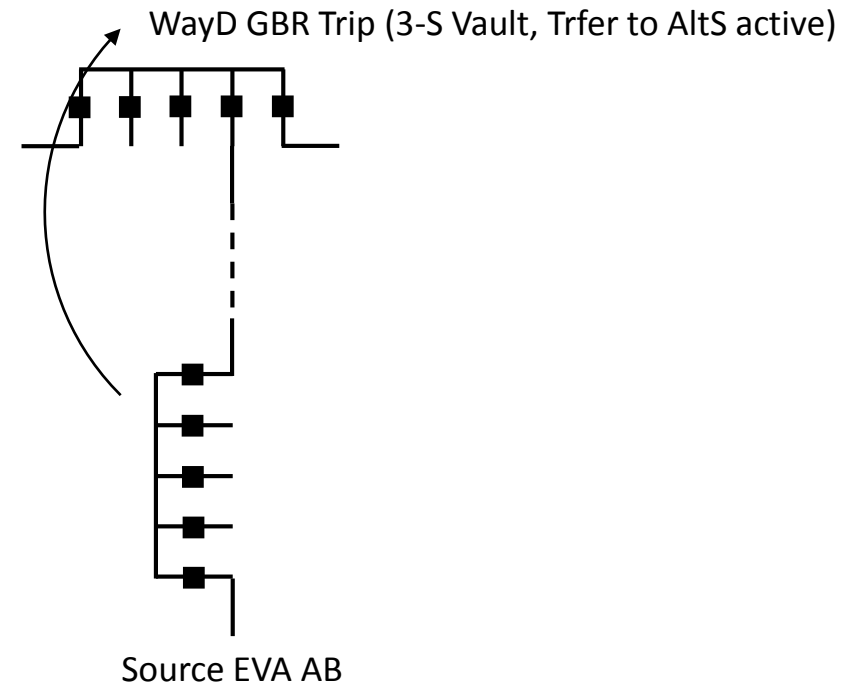 WayD GBR Trip (3-S Vault, Trfer to AltS active)
Source EVA AB